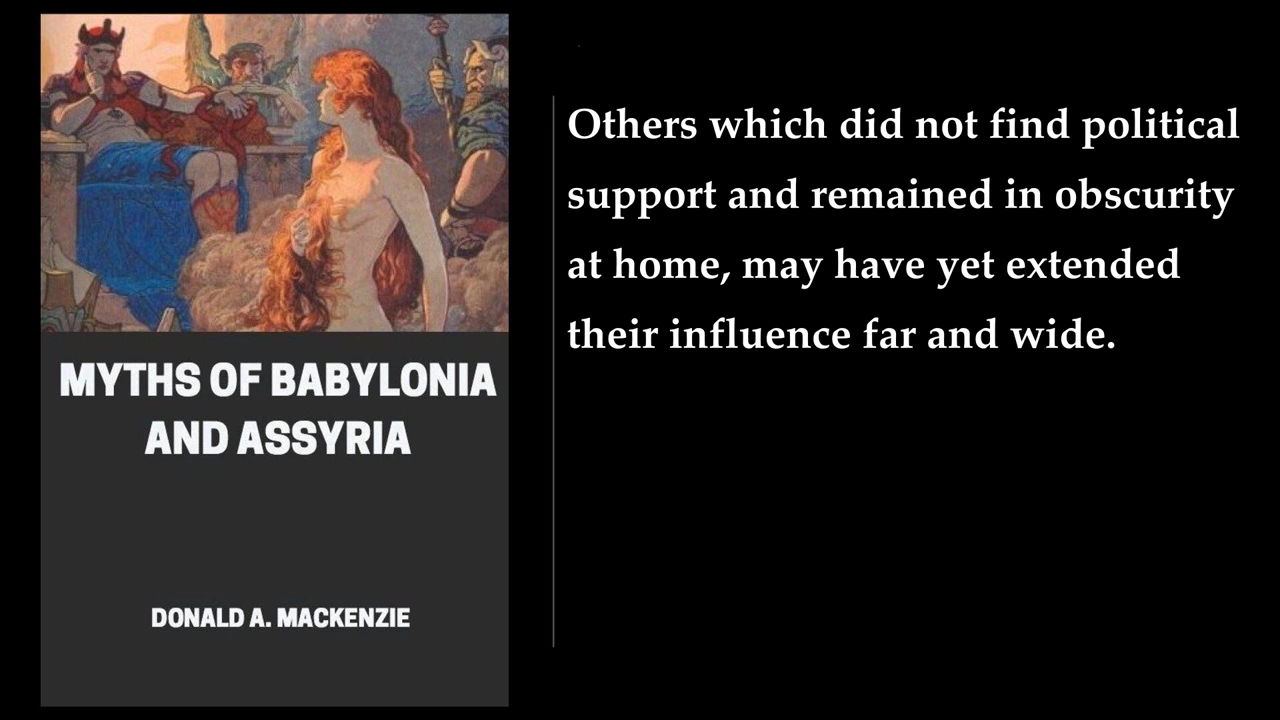 MYTHS OF BABYLONIA
AND ASSYRIA
DONALD A. MACKENZIE
Others which did not find political
support and remained in obscurity
at home, may have yet extended
their influence far and wide.